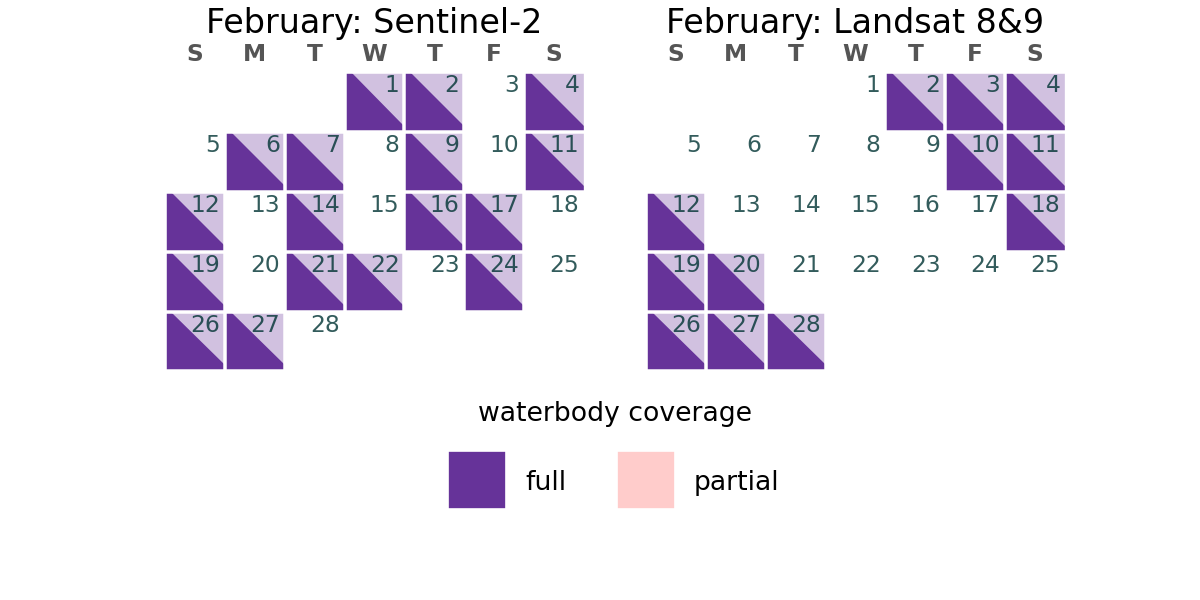 February: Sentinel-2
S M T W T F S
1 2 3 4
5 6 7 8 9 10 11
12 13 14 15 16 17 18
19 20 21 22 23 24 25
26 27 28
February: Landsat 8&9
S M T W T F S
1 2 3 4
5 6 7 8 9 10 11
12 13 14 15 16 17 18
19 20 21 22 23 24 25
26 27 28
waterbody coverage
full partial